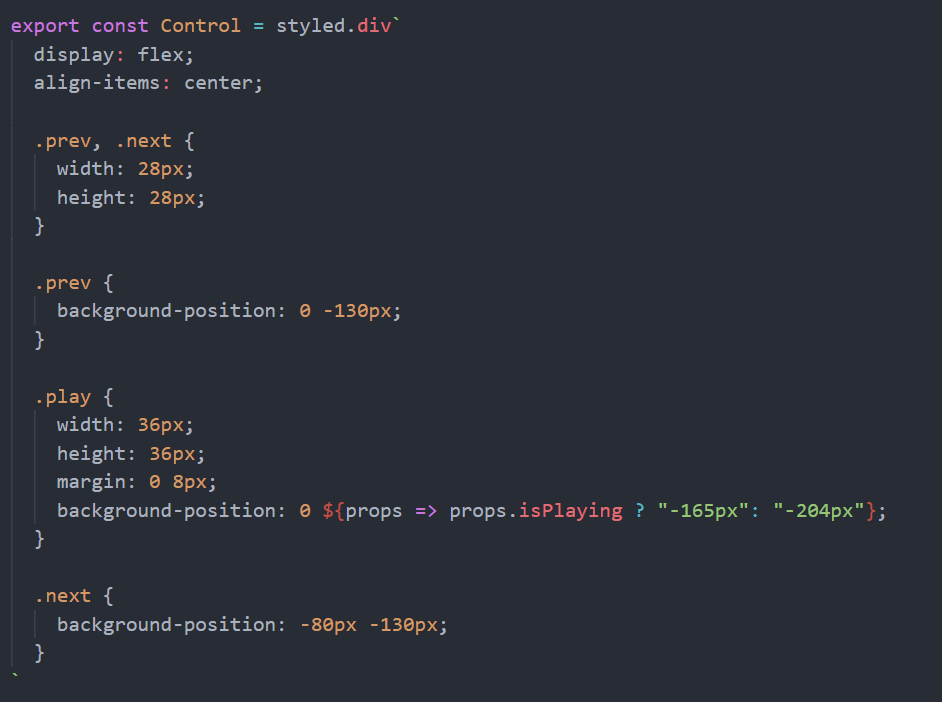 export const Control = styled.div`
  display: flex;
  align-items: center;

  .prev, .next {
    width: 28px;
    height: 28px;
  }

  .prev {
    background-position: 0 -130px;
  }

  .play {
    width: 36px;
    height: 36px;
    margin: 0 8px;
    background-position: 0 ${props => props.isPlaying ? "-165px": "-204px"};
  }

  .next {
    background-position: -80px -130px;
  }
`